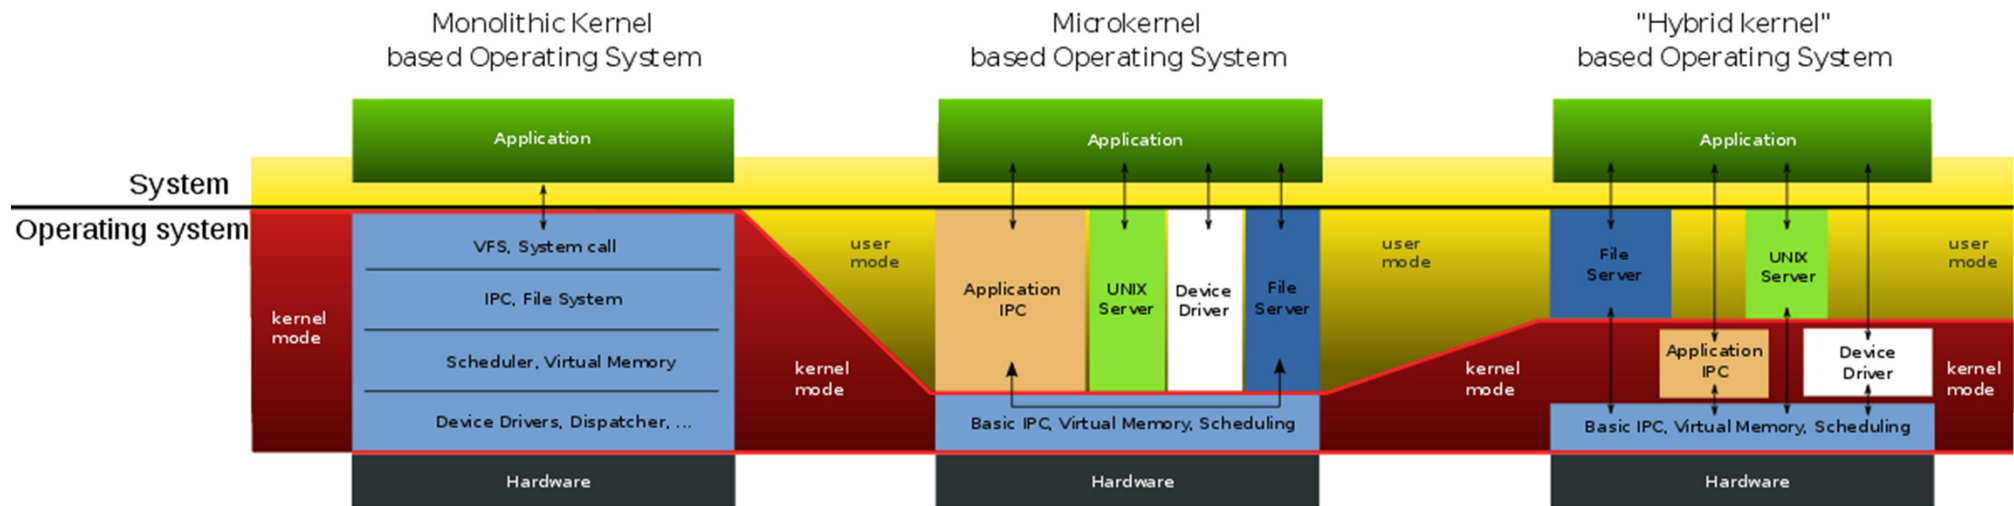 Monolithic Kernel
based Operating System
Microkernel
based Operating System
"Hybrid kernel"
based Operating System
Application
Application
Application
System
Operating system
kernel
mode
VFS, System call
IPC, File System
Scheduler, Virtual Memory
Device Drivers, Dispatcher, ...
Hardware
kernel
mode
user
mode
Application
IPC
UNIX
Server
Device
Driver
File
Server
Basic IPC, Virtual Memory, Scheduling
Hardware
user
mode
kernel
mode
File
Server
UNIX
Server
Application
IPC
Device
Driver
user
mode
kernel
mode
Basic IPC, Virtual Memory, Scheduling
Hardware